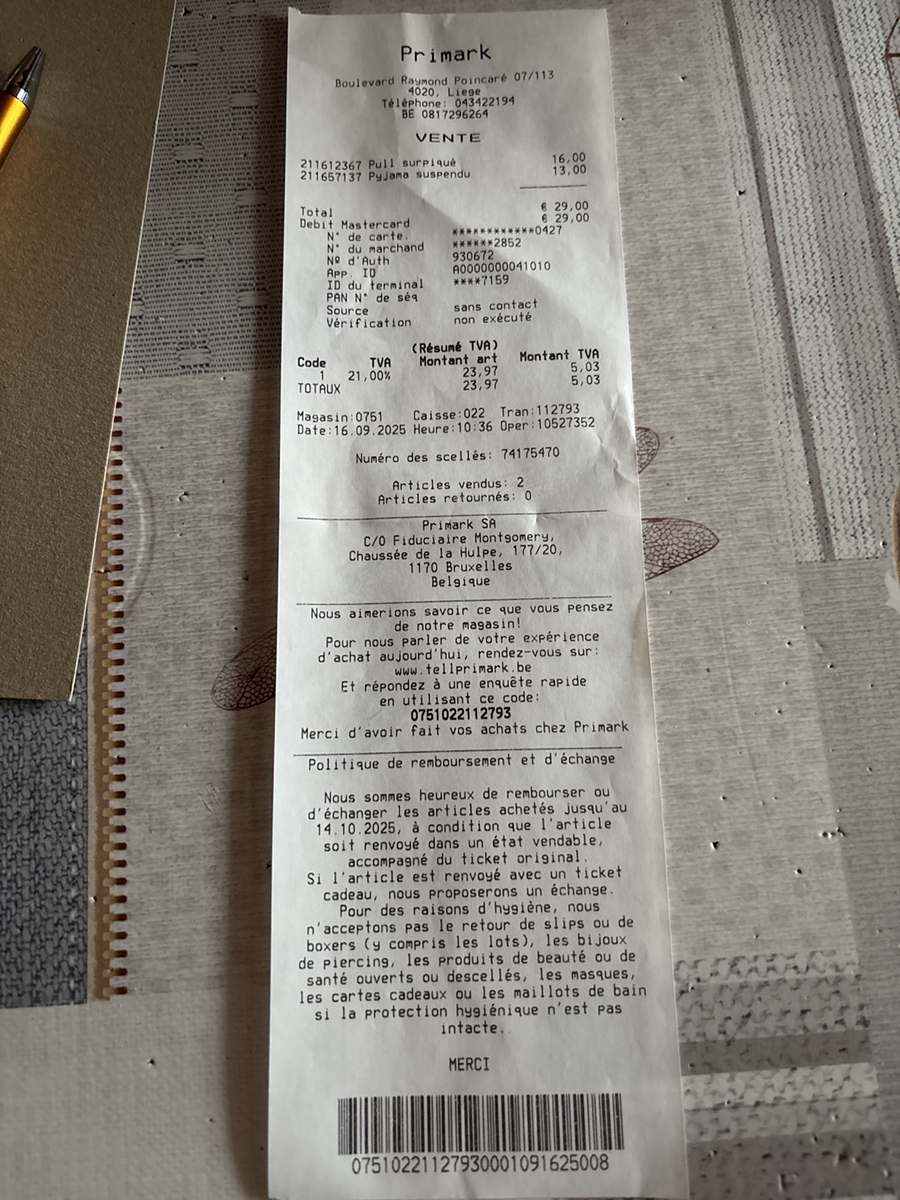 Primark
Boulevard Raymond Poincaré 07/113
4020, Liege
Téléphone: 043422194
BE 0817296264
VENTE
211612367 Pull surpiqué 16,00
211657137 Pyjama suspendu 13,00
Total € 29,00
Debit Mastercard € 29,00
N° de carte. ************0427
N° du marchand ******2852
Nº d'Auth 930672
App. ID A0000000041010
ID du terminal ****7159
PAN N° de séq
Source sans contact
Vérification non exécuté
(Résumé TVA)
Code TVA Montant art Montant TVA
1 21,00% 23,97 5,03
TOTAUX 23,97 5,03
Magasin:0751 Caisse:022 Tran:112793
Date:16.09.2025 Heure:10:36 Oper:10527352
Numéro des scellés: 74175470
Articles vendus: 2
Articles retournés: 0
Primark SA
C/O Fiduciaire Montgomery,
Chaussée de la Hulpe, 177/20,
1170 Bruxelles
Belgique
Nous aimerions savoir ce que vous pensez
de notre magasin!
Pour nous parler de votre expérience
d'achat aujourd'hui, rendez-vous sur:
www.tellprimark.be
Et répondez à une enquête rapide
en utilisant ce code:
0751022112793
Merci d'avoir fait vos achats chez Primark
Politique de remboursement et d'échange
Nous sommes heureux de rembourser ou
d'échanger les articles achetés jusqu'au
14.10.2025, à condition que l'article
soit renvoyé dans un état vendable,
accompagné du ticket original.
Si l'article est renvoyé avec un ticket
cadeau, nous proposerons un échange.
Pour des raisons d'hygiène, nous
n'acceptons pas le retour de slips ou de
boxers (y compris les lots), les bijoux
de piercing, les produits de beauté ou de
santé ouverts ou descellés, les masques,
les cartes cadeaux ou les maillots de bain
si la protection hygiénique n'est pas
intacte.
MERCI
07510221127930001091625008